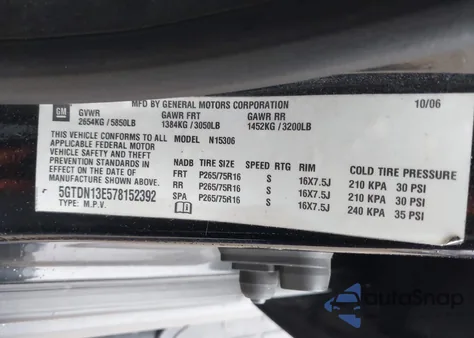 GM
MFD BY GENERAL MOTORS CORPORATION 10/06
GVWR GAWR FRT GAWR RR
2654KG / 5850LB 1384KG / 3050LB 1452KG / 3200LB
THIS VEHICLE CONFORMS TO ALL MODEL N15306
APPLICABLE FEDERAL MOTOR
VEHICLE SAFETY AND THEFT NADB TIRE SIZE SPEED RTG RIM COLD TIRE PRESSURE
PREVENTION STANDARDS IN FRT P265/75R16 S 16X7.5J 210 KPA 30 PSI
EFFECT ON THE DATE OF RR P265/75R16 S 16X7.5J 210 KPA 30 PSI
MANUFACTURE SHOWN ABOVE. SPA P265/75R16 S 16X7.5J 240 KPA 35 PSI
5GTDN13E578152392
TYPE: M.P.V.
autoSnap